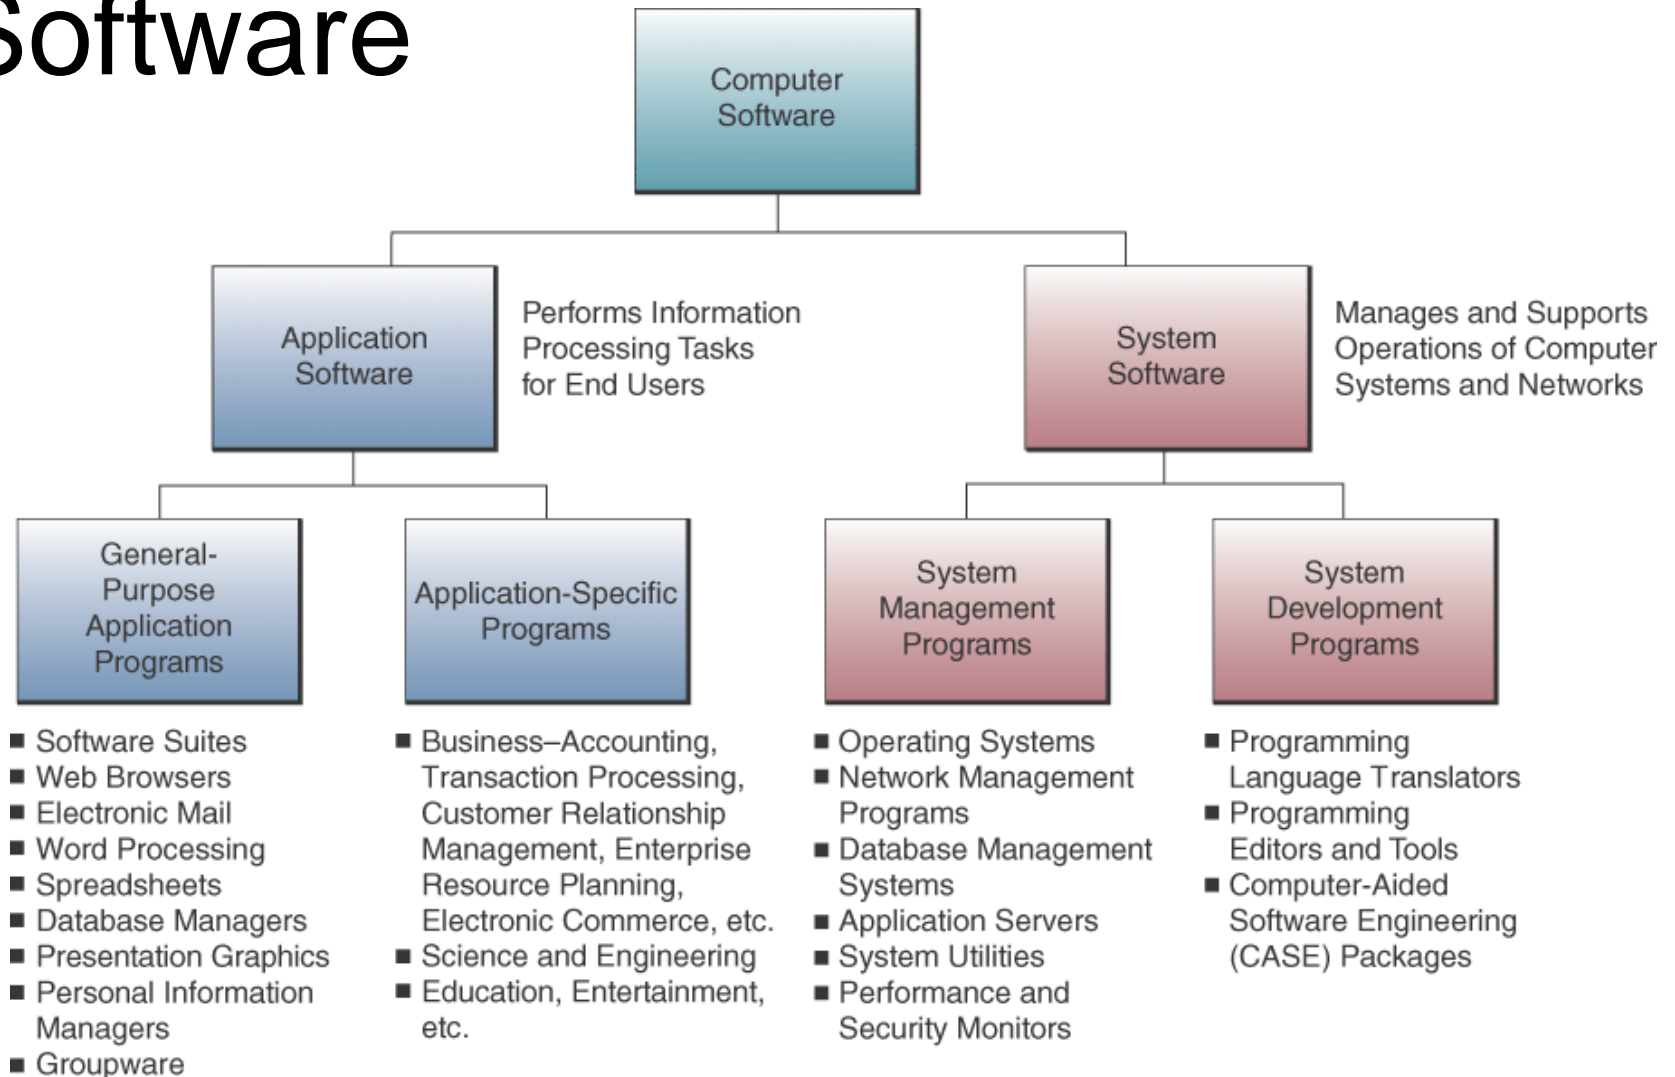 Software
Computer
Software
Application
Software
Performs Information
Processing Tasks
for End Users
System
Software
Manages and Supports
Operations of Computer
Systems and Networks
General-
Purpose
Application
Programs
Application-Specific
Programs
System
Management
Programs
System
Development
Programs
■ Software Suites
■ Web Browsers
■ Electronic Mail
■ Word Processing
■ Spreadsheets
■ Database Managers
■ Presentation Graphics
■ Personal Information
Managers
■ Groupware
■ Business–Accounting,
Transaction Processing,
Customer Relationship
Management, Enterprise
Resource Planning,
Electronic Commerce, etc.
■ Science and Engineering
■ Education, Entertainment,
etc.
■ Operating Systems
■ Network Management
Programs
■ Database Management
Systems
■ Application Servers
■ System Utilities
■ Performance and
Security Monitors
■ Programming
Language Translators
■ Programming
Editors and Tools
■ Computer-Aided
Software Engineering
(CASE) Packages